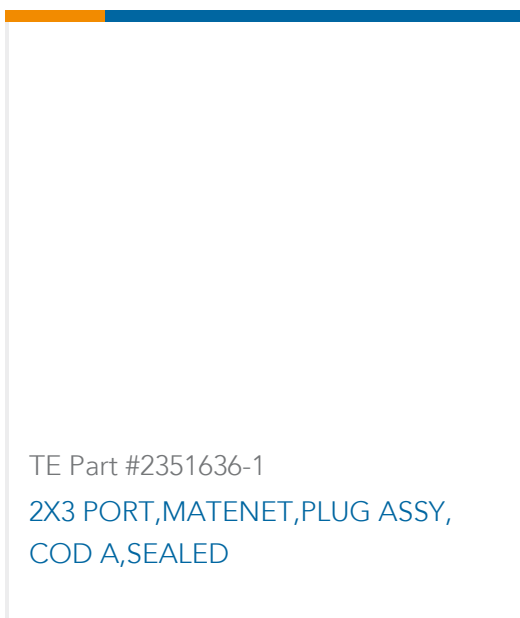 TE Part #2351636-1
2X3 PORT,MATENET,PLUG ASSY,
COD A,SEALED